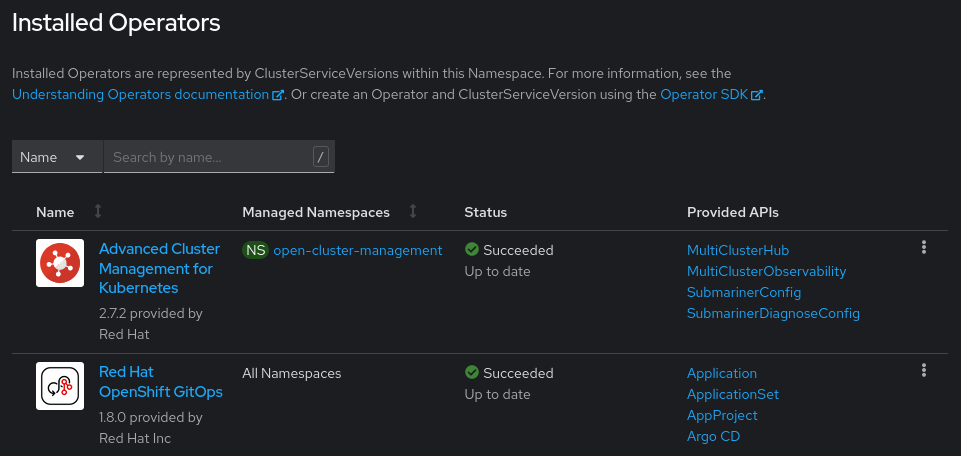 Installed Operators
Installed Operators are represented by ClusterServiceVersions within this Namespace. For more information, see the
Understanding Operators documentation. Or create an Operator and ClusterServiceVersion using the Operator SDK.
Name Search by name... /
Name Managed Namespaces Status Provided APIs
Advanced Cluster
Management for
Kubernetes
2.7.2 provided by
Red Hat
NS open-cluster-management
Succeeded
Up to date
MultiClusterHub
MultiClusterObservability
SubmarinerConfig
SubmarinerDiagnoseConfig
Red Hat
OpenShift GitOps
1.8.0 provided by
Red Hat Inc
All Namespaces
Succeeded
Up to date
Application
ApplicationSet
AppProject
Argo CD